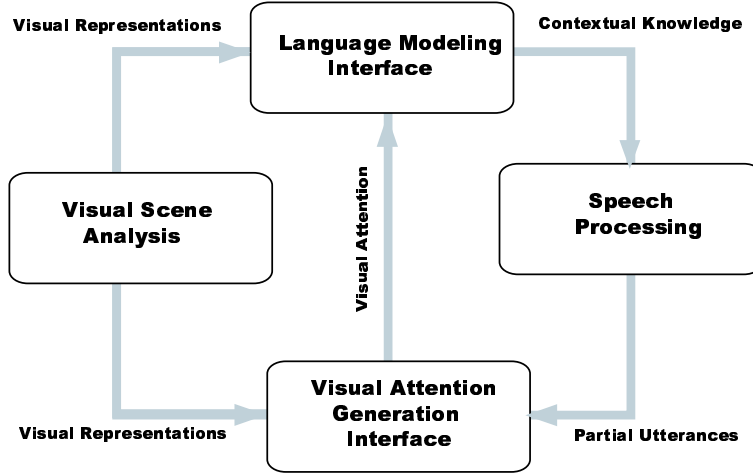 Visual Representations
Contextual Knowledge
Language Modeling
Interface
Visual Scene
Analysis
Visual Attention
Speech
Processing
Visual Attention
Generation
Interface
Visual Representations
Partial Utterances